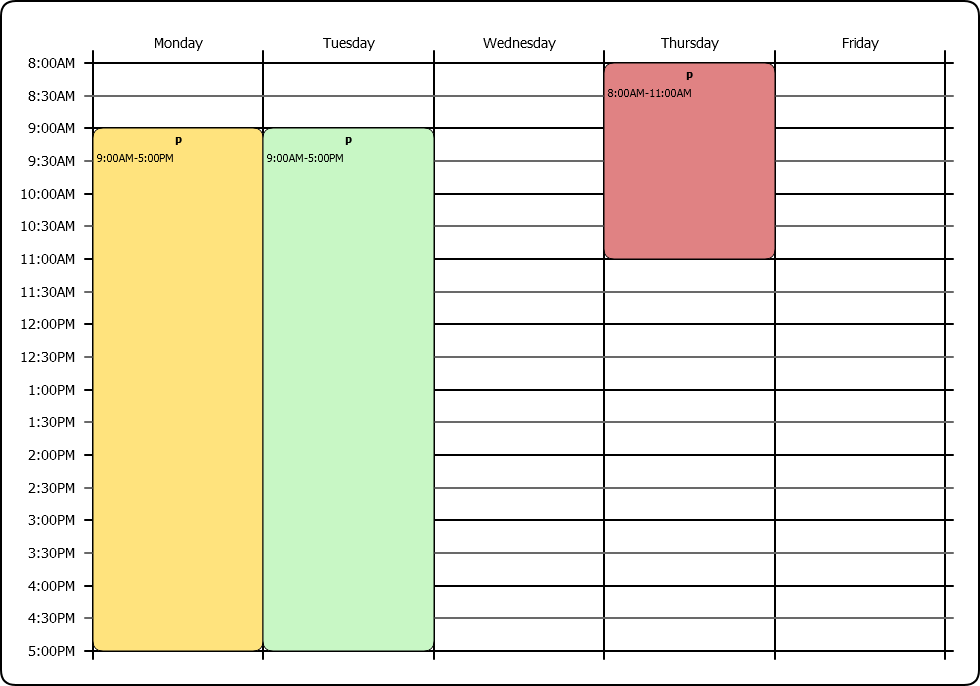 Monday Tuesday Wednesday Thursday Friday
8:00AM
p
8:30AM
8:00AM-11:00AM
9:00AM
p p
9:30AM
9:00AM-5:00PM 9:00AM-5:00PM
10:00AM
10:30AM
11:00AM
11:30AM
12:00PM
12:30PM
1:00PM
1:30PM
2:00PM
2:30PM
3:00PM
3:30PM
4:00PM
4:30PM
5:00PM